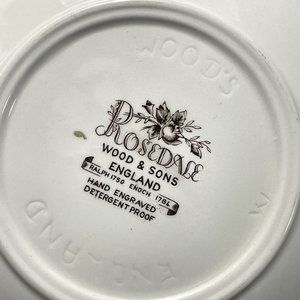 WOOD'S
ROSEDALE
WOOD & SONS
ENGLAND
RALPH 1750 ENOCH 1784
HAND ENGRAVED
DETERGENT PROOF
ENGLAND